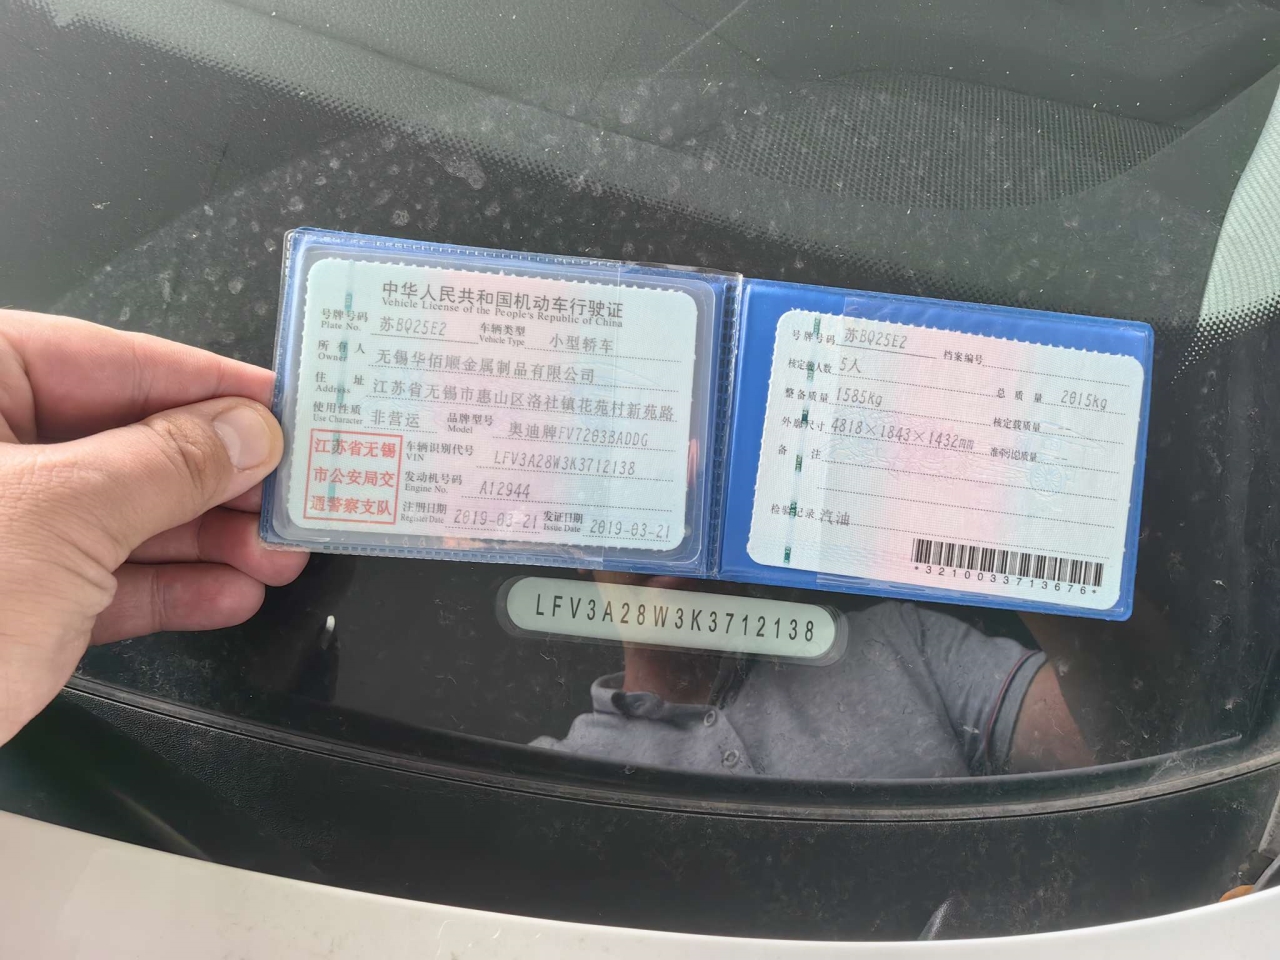 中华人民共和国机动车行驶证
Vehicle License of the People's Republic of China
号牌号码 苏BQ25E2 车辆类型 小型轿车
Plate No. Vehicle Type
所有人 无锡华佰顺金属制品有限公司
Owner
住址 江苏省无锡市惠山区洛社镇花苑村新苑路
Address
使用性质 非营运 品牌型号 奥迪牌FV7203BADDG
Use Character Model
江苏省无锡
市公安局交
通警察支队
车辆识别代号 LFV3A28W3K3712138
VIN
发动机号码 A12944
Engine No.
注册日期 2019-03-21 发证日期 2019-03-21
Register Date Issue Date
号牌号码 苏BQ25E2 档案编号
核定载人数 5人 总质量 2015kg
整备质量 1585kg 核定载质量 --
外廓尺寸 4818×1843×1432mm 准牵引总质量 --
备注
检验记录 汽油
*3210033713676*
LFV3A28W3K3712138